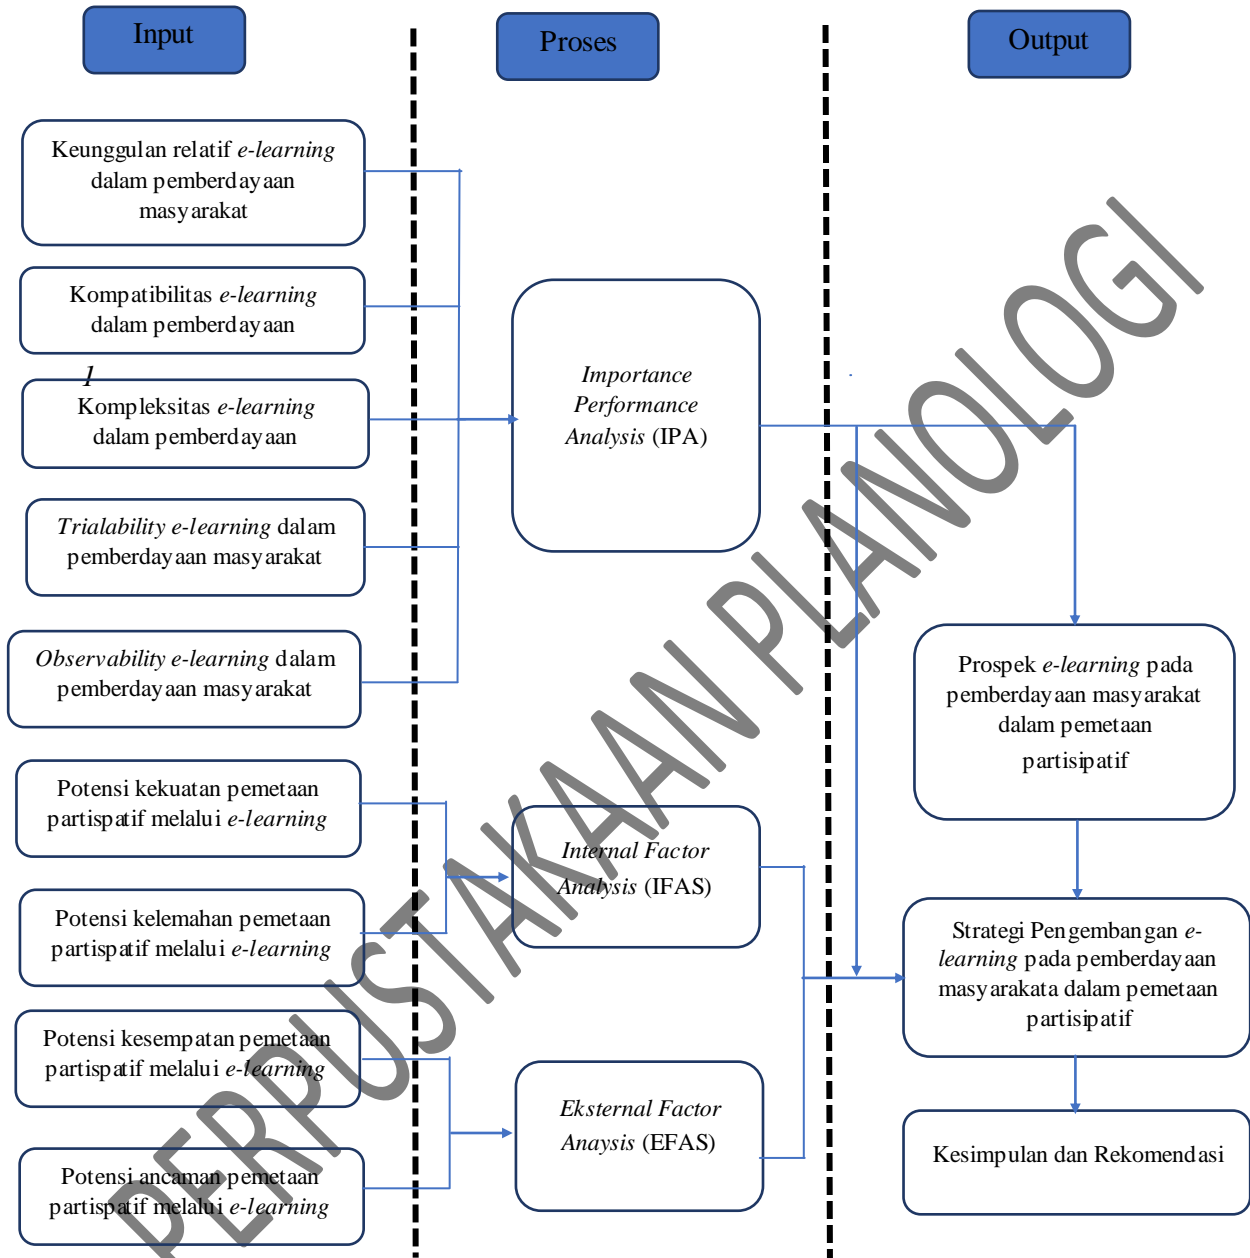 Input
Proses
Output
Keunggulan relatif e-learning
dalam pemberdayaan
masyarakat
Kompatibilitas e-learning
dalam pemberdayaan
1
Kompleksitas e-learning
dalam pemberdayaan
Trialability e-learning dalam
pemberdayaan masyarakat
Observability e-learning dalam
pemberdayaan masyarakat
Potensi kekuatan pemetaan
partispatif melalui e-learning
Potensi kelemahan pemetaan
partispatif melalui e-learning
Potensi kesempatan pemetaan
partispatif melalui e-learning
Potensi ancaman pemetaan
partispatif melalui e-learning
Importance
Performance
Analysis (IPA)
Internal Factor
Analysis (IFAS)
Eksternal Factor
Anaysis (EFAS)
Prospek e-learning pada
pemberdayaan masyarakat
dalam pemetaan
partisipatif
Strategi Pengembangan e-
learning pada pemberdayaan
masyarakata dalam pemetaan
partisipatif
Kesimpulan dan Rekomendasi
PERPUSTAKAAN PLANOLOGI